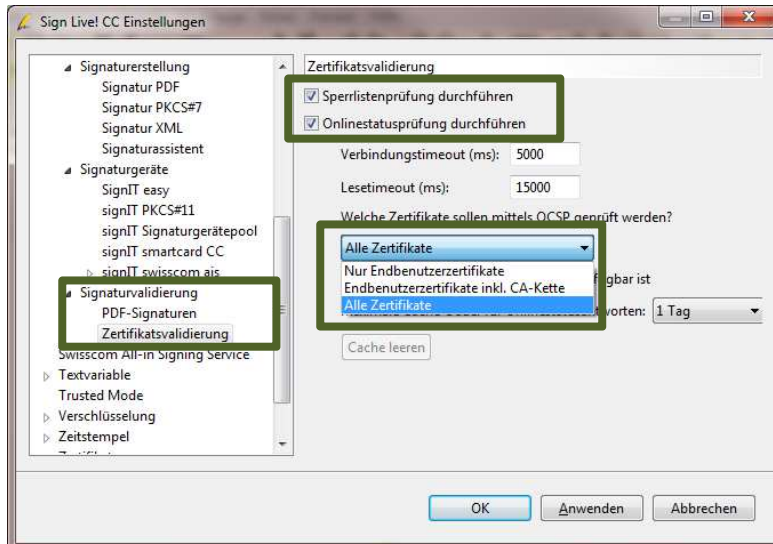 Sign Live! CC Einstellungen
Signaturerstellung
Signatur PDF
Signatur PKCS#7
Signatur XML
Signaturassistent
Signaturgeräte
SignIT easy
signIT PKCS#11
signIT Signaturgerätepool
signIT smartcard CC
signIT swisscom ais
Signaturvalidierung
PDF-Signaturen
Zertifikatsvalidierung
Swisscom All-in Signing Service
Textvariable
Trusted Mode
Verschlüsselung
Zeitstempel
Zertifikatsvalidierung
Sperrlistenprüfung durchführen
Onlinestatusprüfung durchführen
Verbindungstimeout (ms): 5000
Lesetimeout (ms): 15000
Welche Zertifikate sollen mittels OCSP geprüft werden?
Alle Zertifikate
Nur Endbenutzerzertifikate
Endbenutzerzertifikate inkl. CA-Kette
Alle Zertifikate
ist
1 Tag
Cache leeren
OK Anwenden Abbrechen